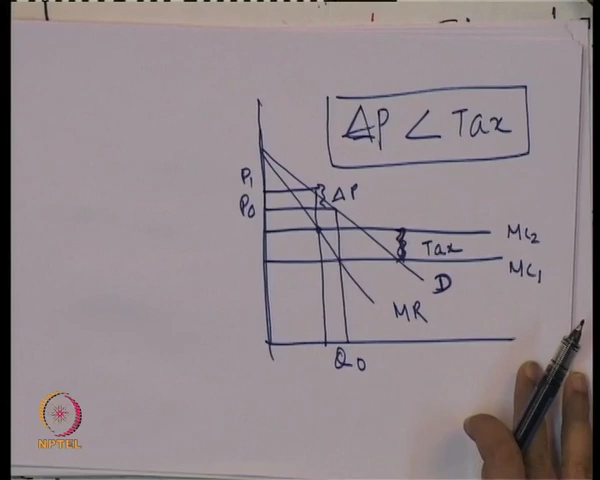 ΔP < Tax
P₁
ΔP
P₀
MC₂
Tax
MC₁
D
MR
Q₀
NPTEL